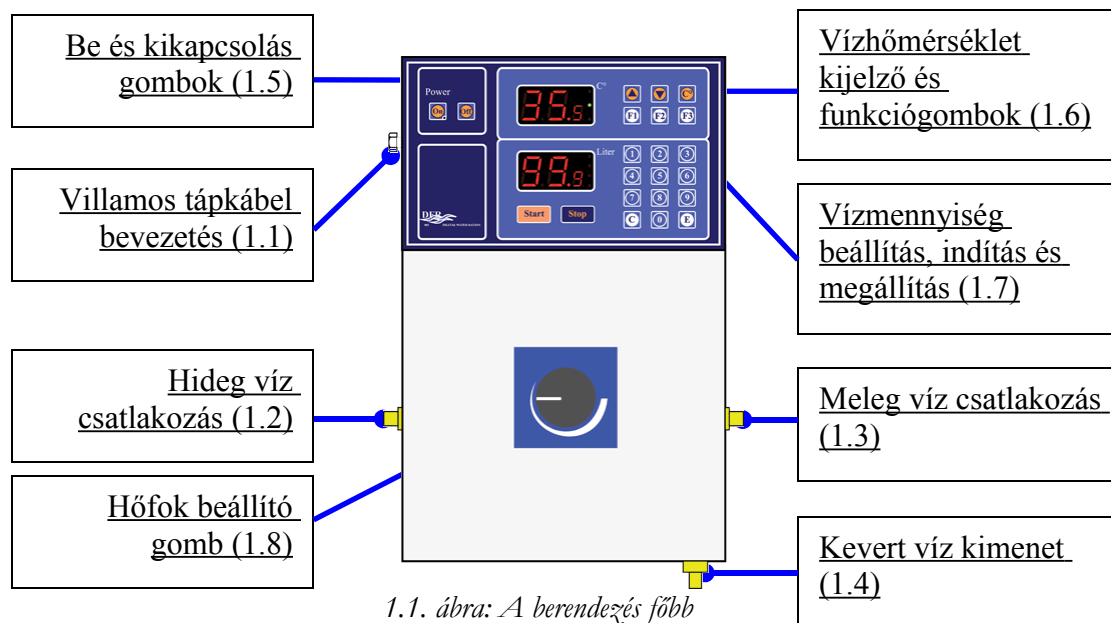 Be és kikapcsolás
gombok (1.5)
Villamos tápkábel
bevezetés (1.1)
Hideg víz
csatlakozás (1.2)
Hőfok beállító
gomb (1.8)
Power
On Off
35.5
C°
F1 F2 F3
99.9
Liter
1 2 3
4 5 6
7 8 9
C 0 E
Start Stop
DIGITAL WATER
Vízhőmérséklet
kijelző és
funkciógombok (1.6)
Vízmennyiség
beállítás, indítás és
megállítás (1.7)
Meleg víz csatlakozás
(1.3)
Kevert víz kimenet
(1.4)
1.1. ábra: A berendezés főbb